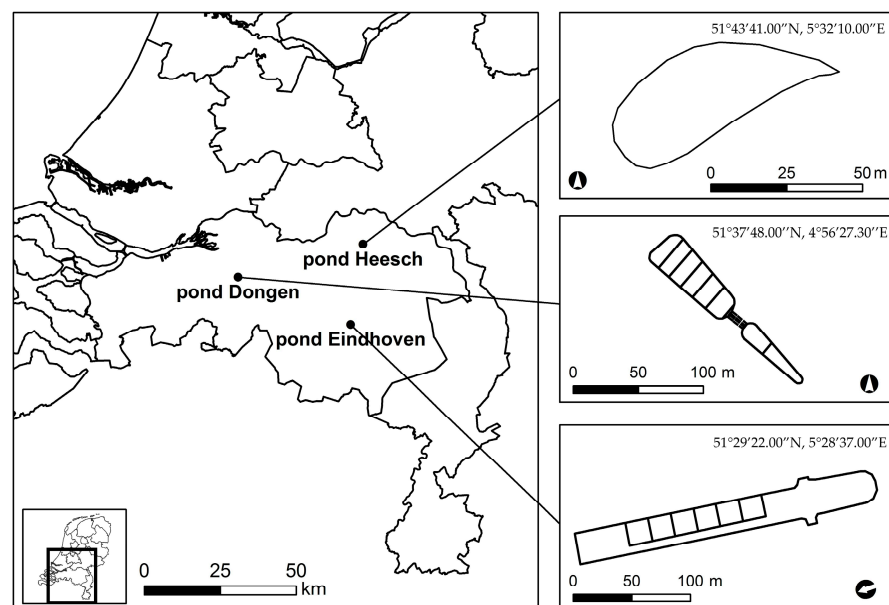 pond Heesch
pond Dongen
pond Eindhoven
0 25 50
km
51°43'41.00"N, 5°32'10.00"E
0 25 50 m
51°37'48.00"N, 4°56'27.30"E
0 50 100 m
51°29'22.00"N, 5°28'37.00"E
0 50 100 m